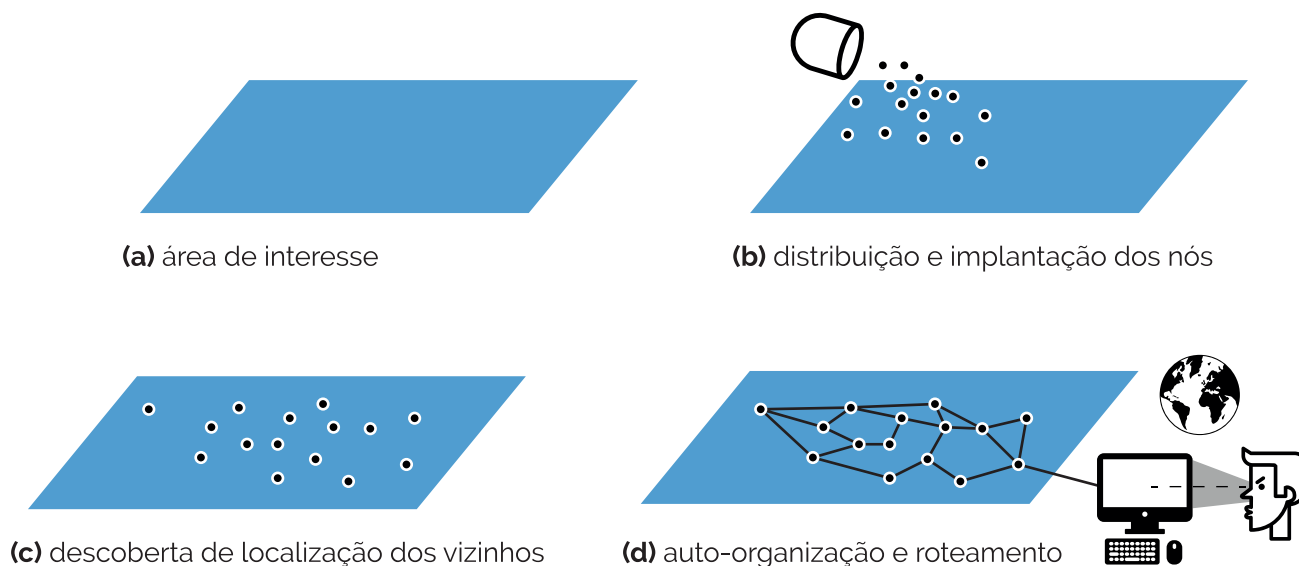 (a) área de interesse
(b) distribuição e implantação dos nós
(c) descoberta de localização dos vizinhos
(d) auto-organização e roteamento